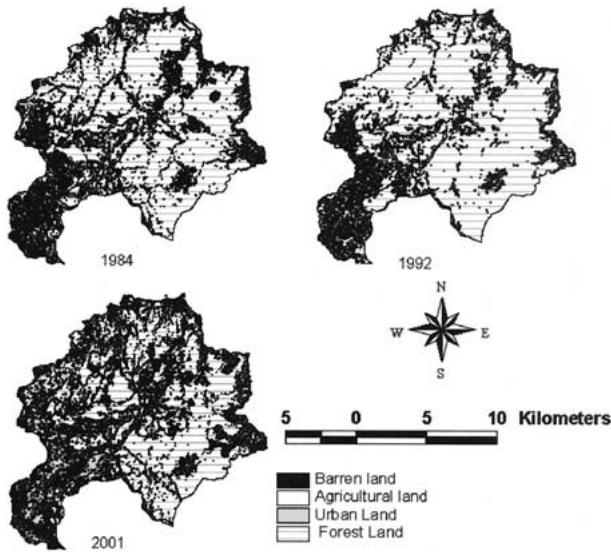 1984
1992
N
W E
S
5 0 5 10 Kilometers
2001
Barren land
Agricultural land
Urban Land
Forest Land